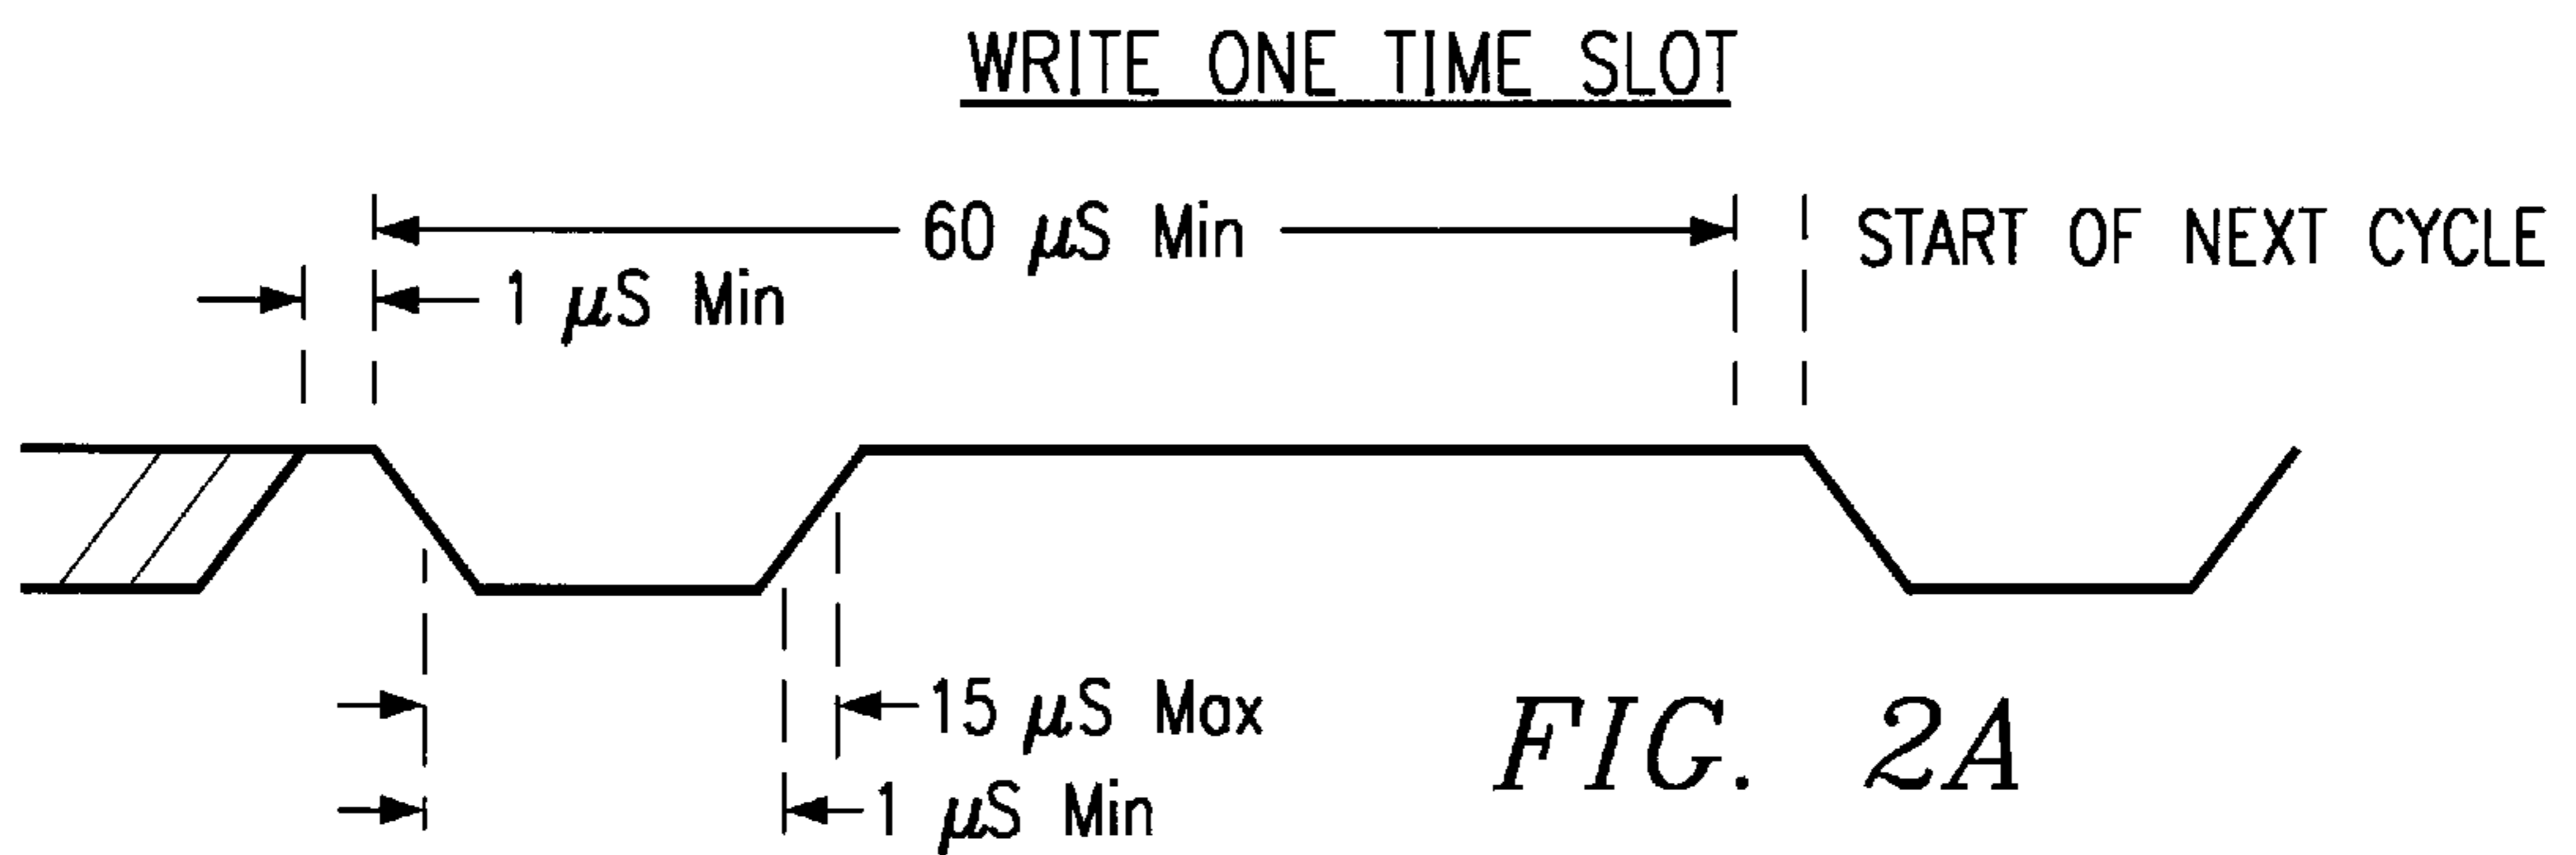 WRITE ONE TIME SLOT
60 μS Min
START OF NEXT CYCLE
1 μS Min
15 μS Max
1 μS Min
FIG. 2A